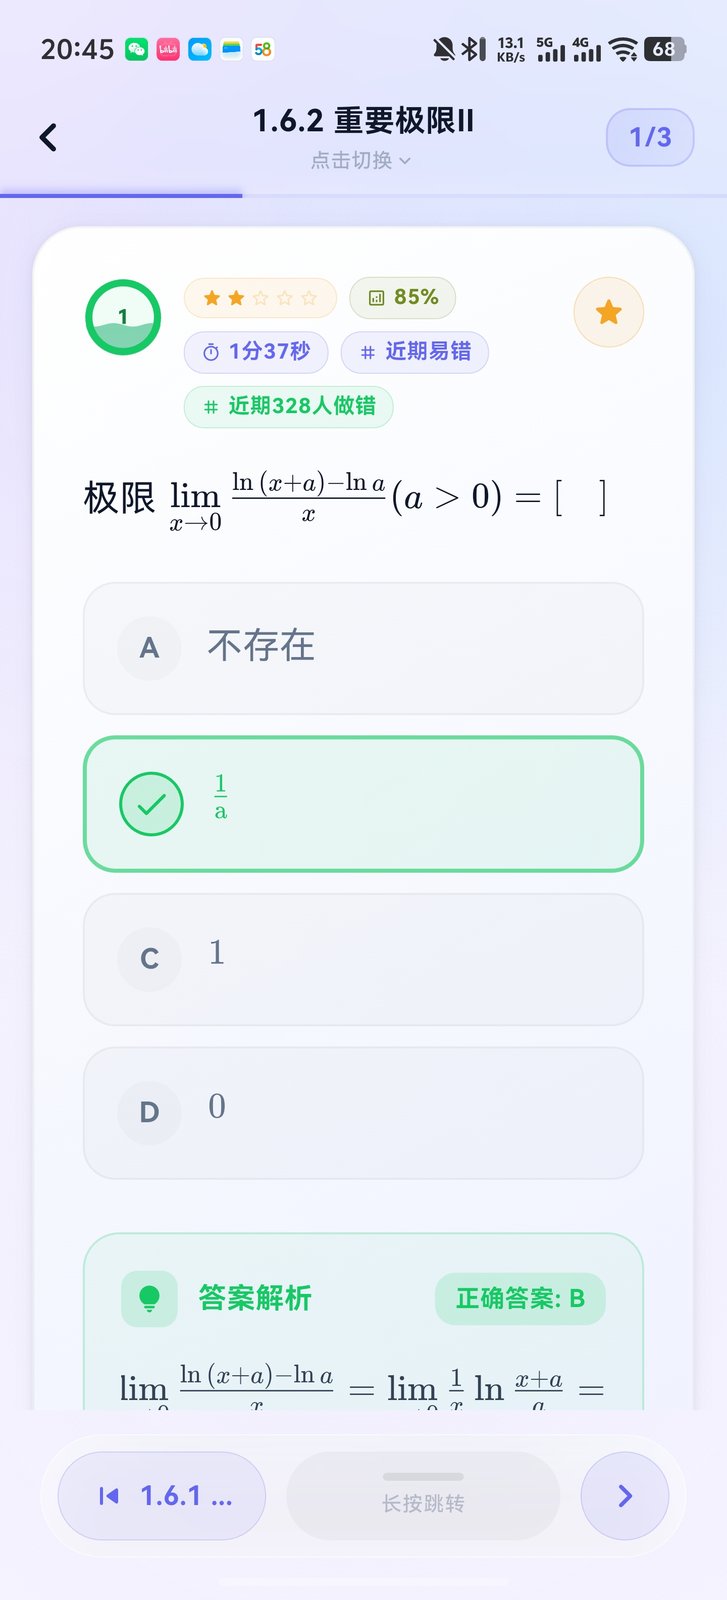 20:45 bilibili 58 13.1 KB/s 5G 4G 68
1.6.2 重要极限II
点击切换
1/3
1
85%
1分37秒
# 近期易错
# 近期328人做错
极限 lim x→0 (ln (x+a)−ln a)/x (a > 0) = [ ]
A 不存在
1/a
C 1
D 0
答案解析
正确答案: B
lim (ln (x+a)−ln a)/x = lim 1/x ln (x+a)/a =
1.6.1 ...
长按跳转